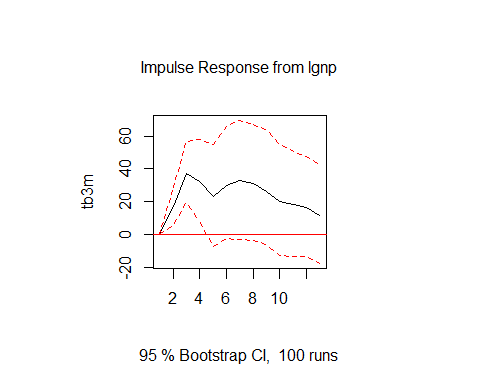 Impulse Response from lgnp
60
40
20
0
-20
tb3m
2 4 6 8 10
95 % Bootstrap CI, 100 runs